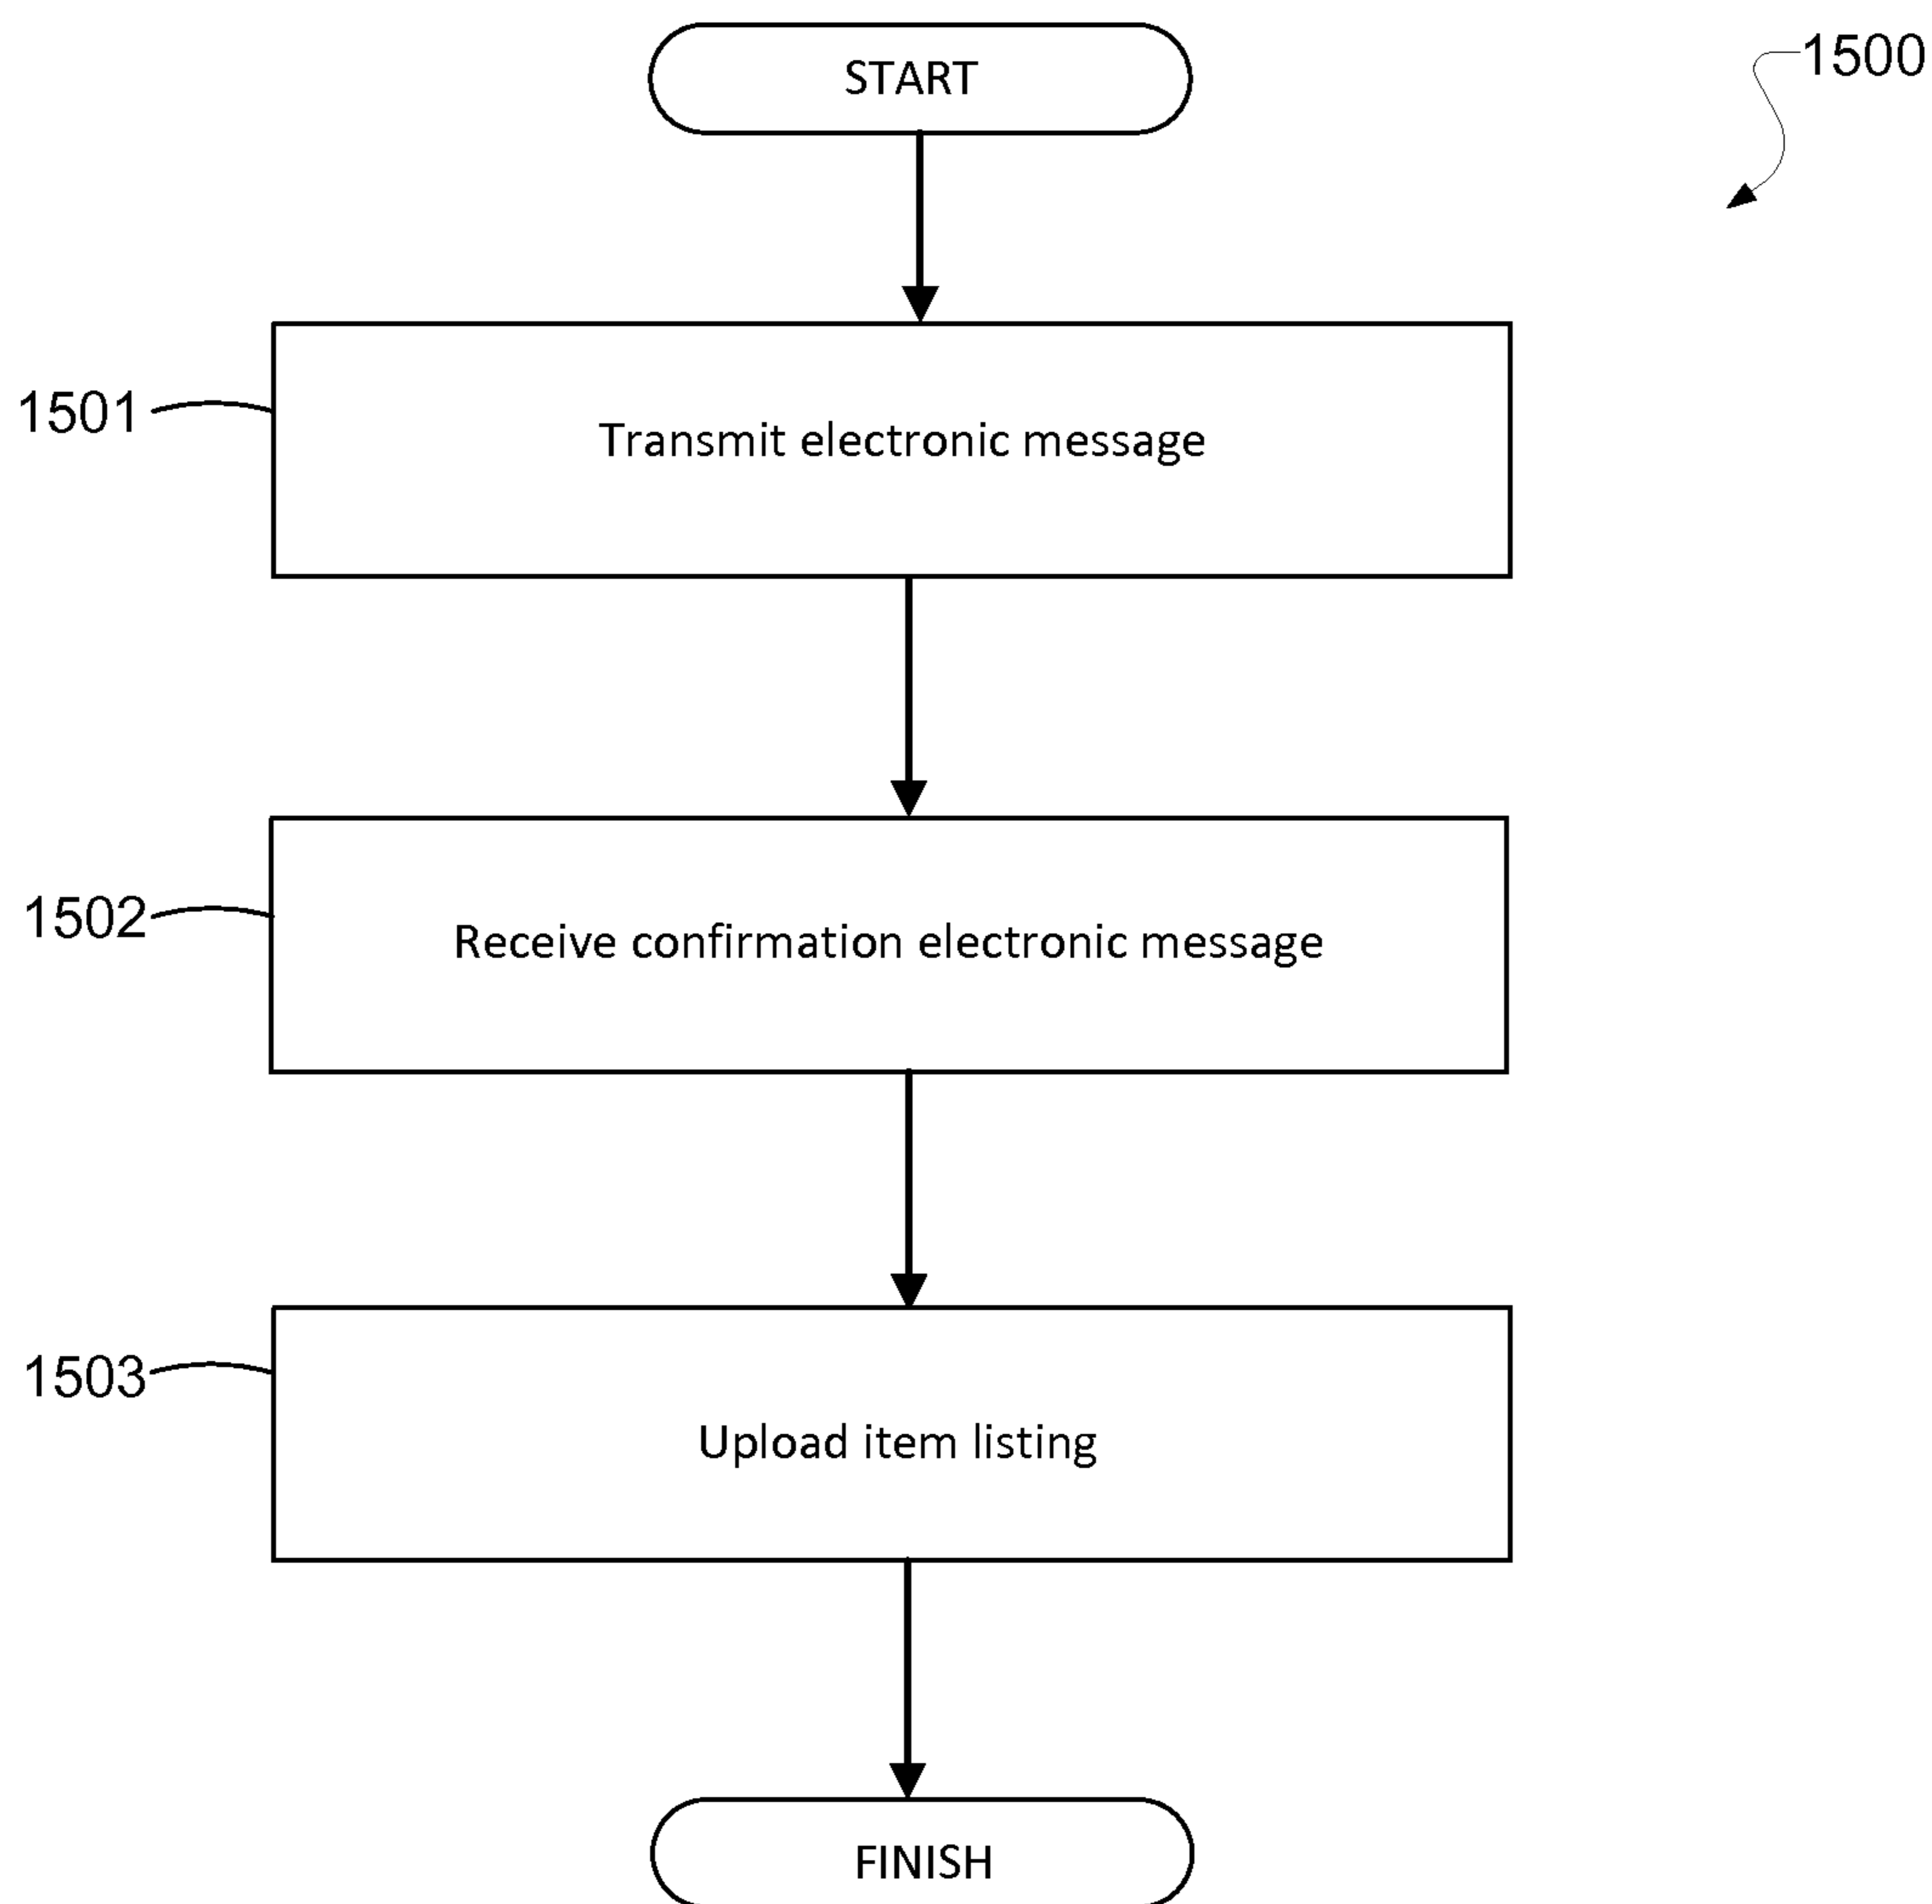 START
1500
1501
Transmit electronic message
1502
Receive confirmation electronic message
1503
Upload item listing
FINISH